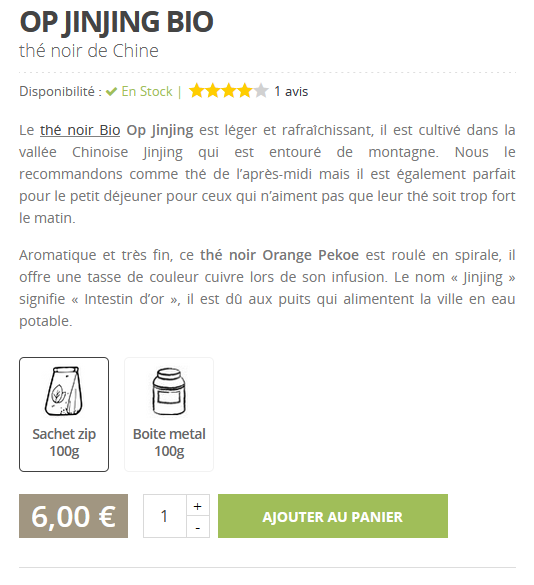 OP JINJING BIO
thé noir de Chine
Disponibilité : ✔ En Stock | 1 avis
Le thé noir Bio Op Jinjing est léger et rafraîchissant, il est cultivé dans la
vallée Chinoise Jinjing qui est entouré de montagne. Nous le
recommandons comme thé de l'après-midi mais il est également parfait
pour le petit déjeuner pour ceux qui n'aiment pas que leur thé soit trop fort
le matin.
Aromatique et très fin, ce thé noir Orange Pekoe est roulé en spirale, il
offre une tasse de couleur cuivre lors de son infusion. Le nom « Jinjing »
signifie « Intestin d'or », il est dû aux puits qui alimentent la ville en eau
potable.
Sachet zip Boite metal
100g 100g
6,00 € 1 + - AJOUTER AU PANIER